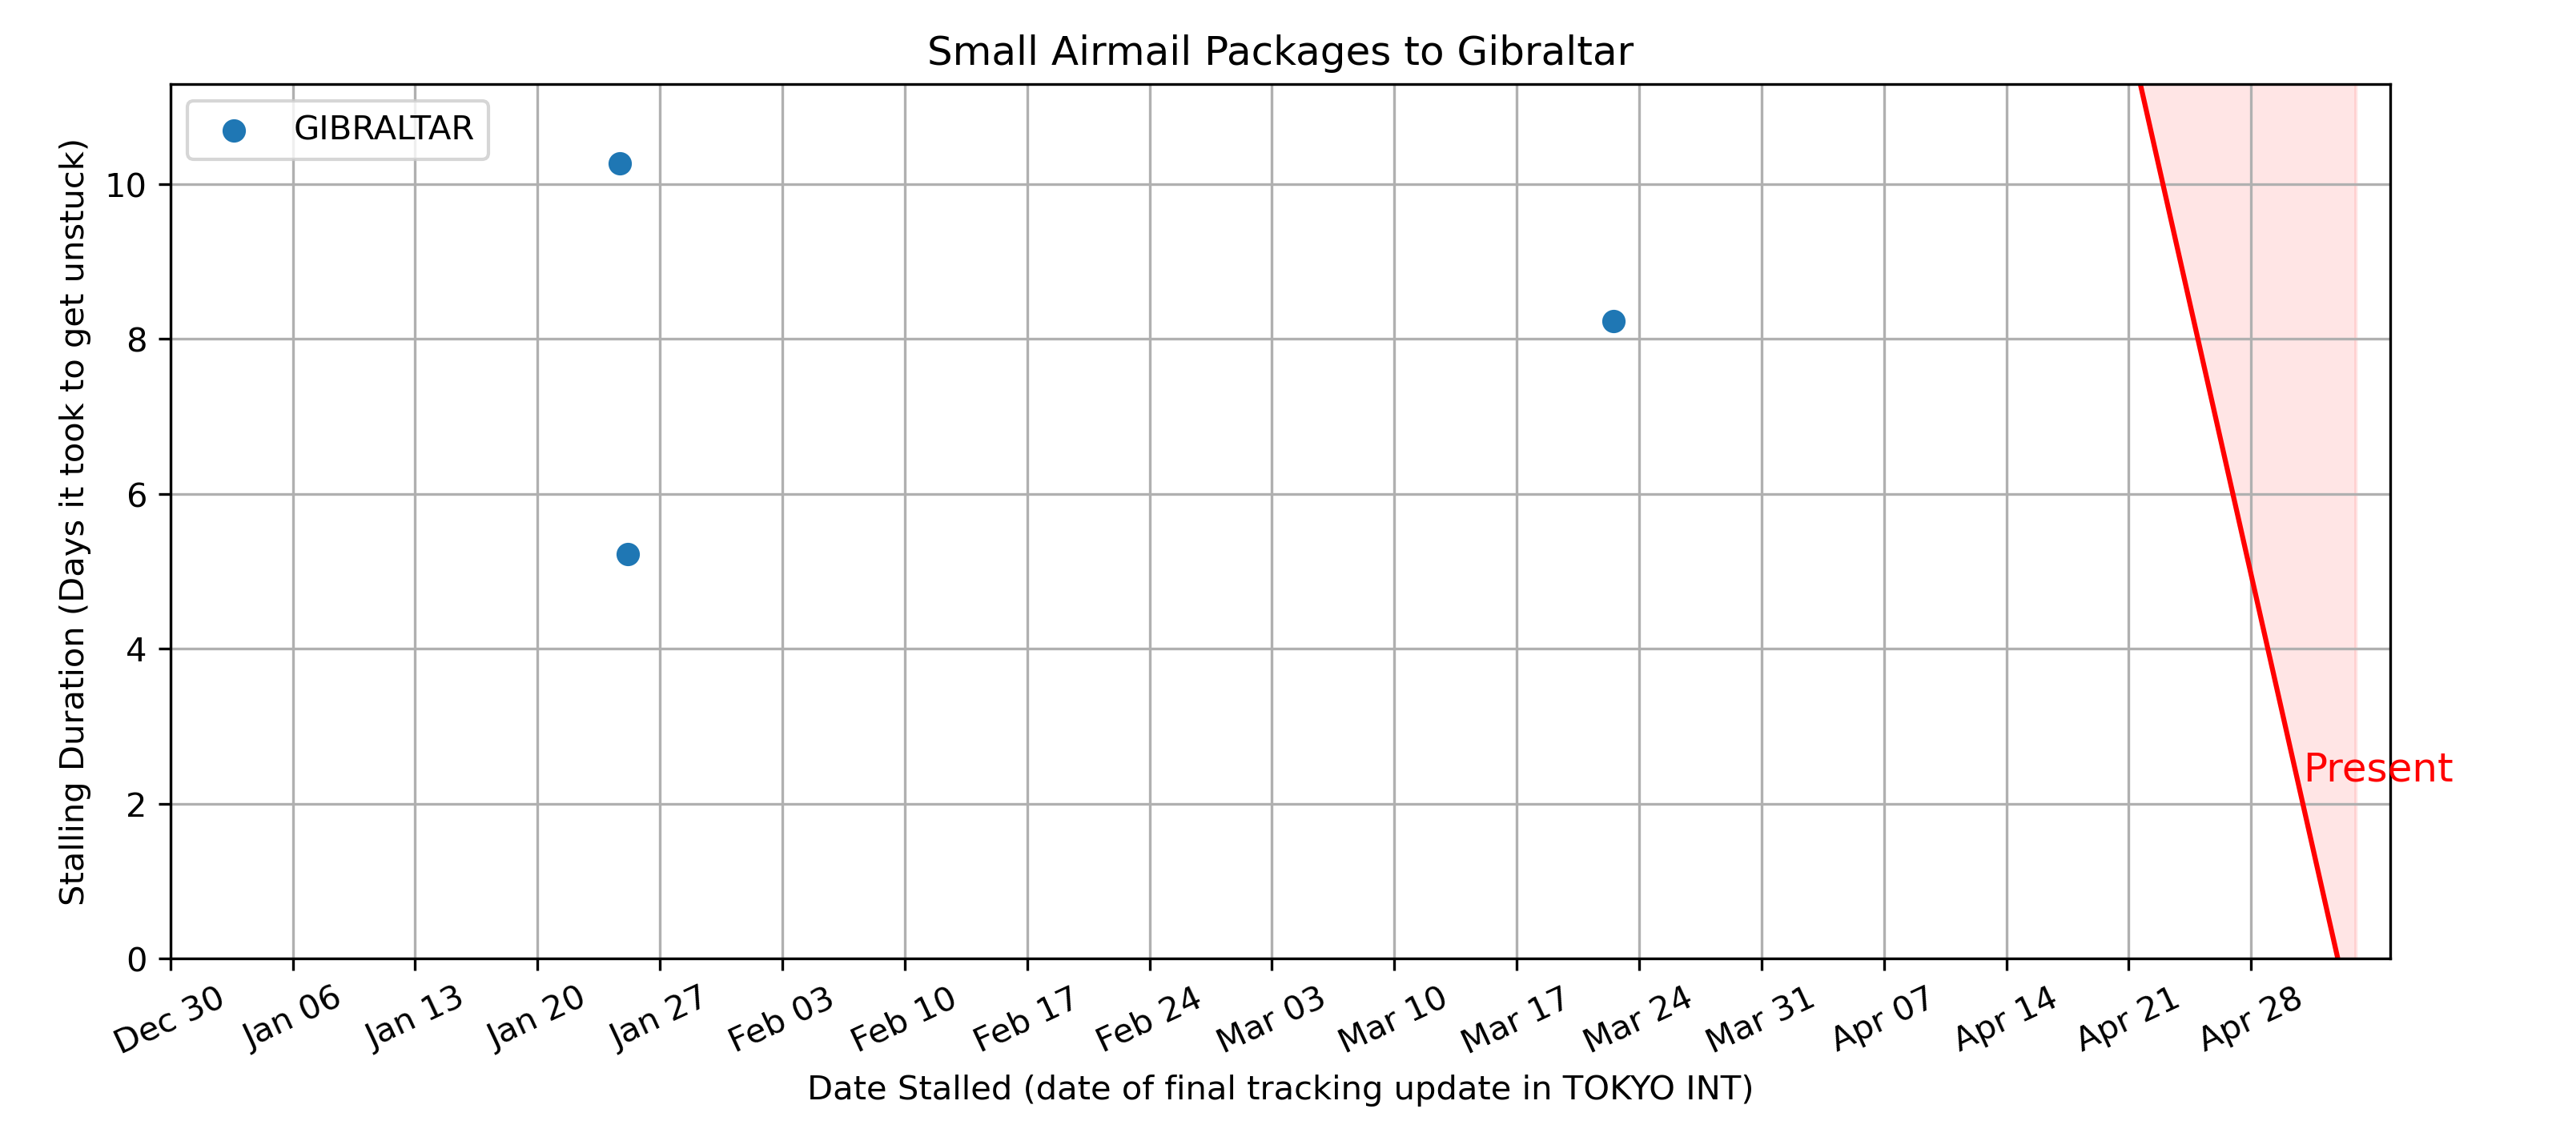 Small Airmail Packages to Gibraltar
GIBRALTAR
Stalling Duration (Days it took to get unstuck)
10
8
6
4
2
0
Present
Dec 30
Jan 06
Jan 13
Jan 20
Jan 27
Feb 03
Feb 10
Feb 17
Feb 24
Mar 03
Mar 10
Mar 17
Mar 24
Mar 31
Apr 07
Apr 14
Apr 21
Apr 28
Date Stalled (date of final tracking update in TOKYO INT)